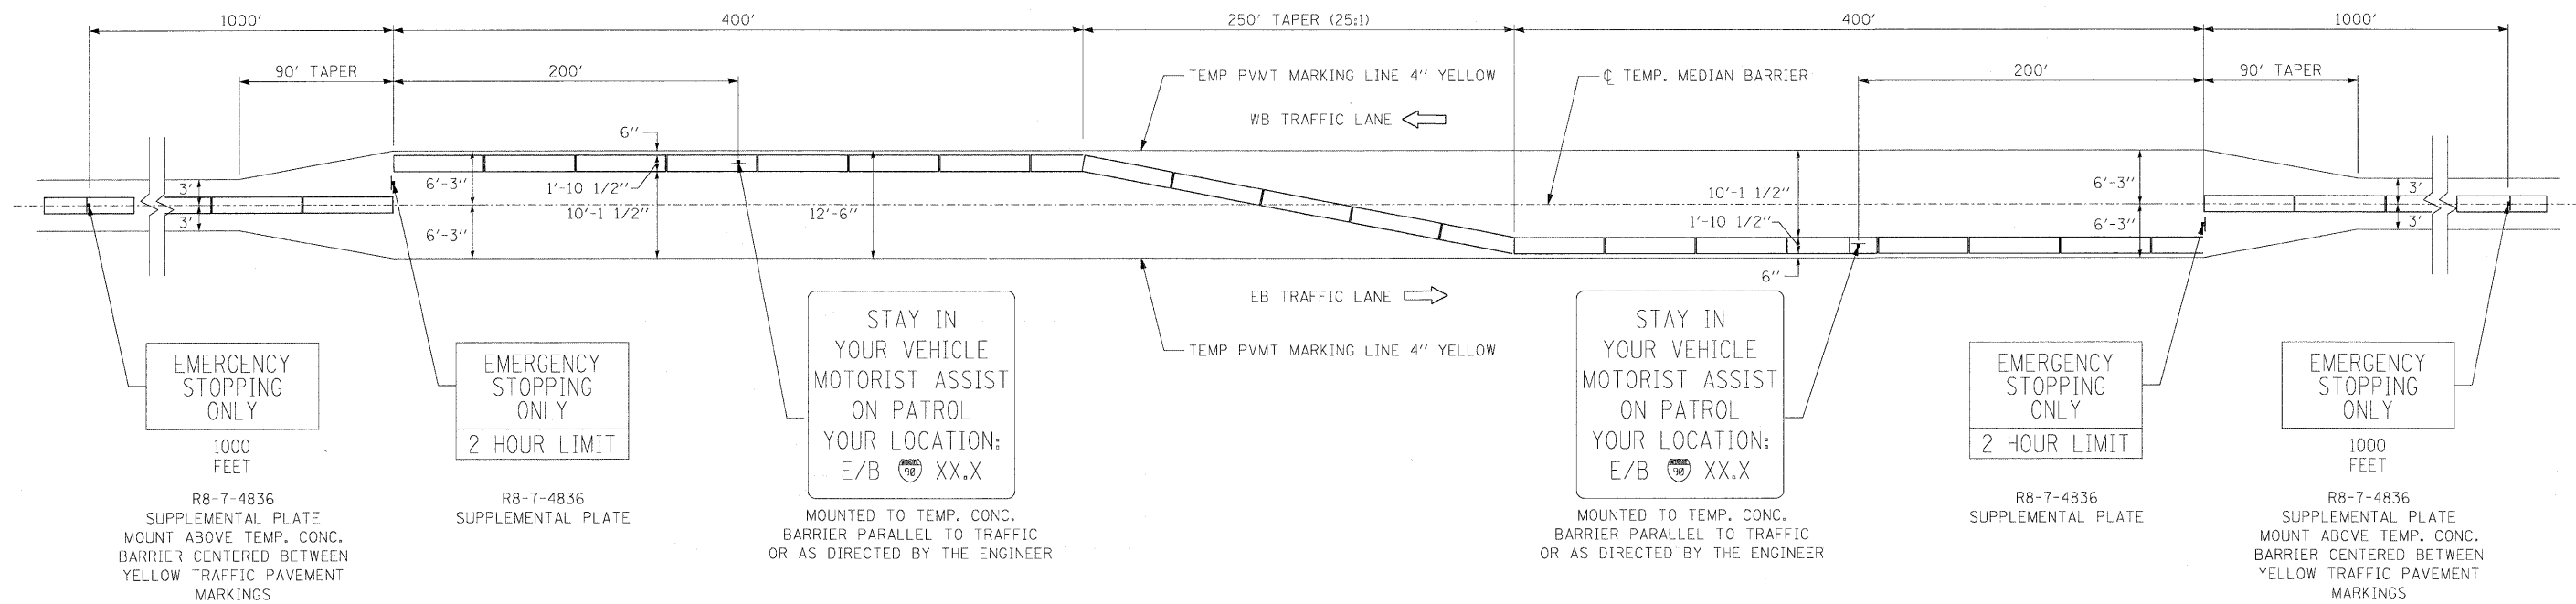 1000'
400'
250' TAPER (25:1)
400'
1000'
90' TAPER
200'
TEMP PVMT MARKING LINE 4" YELLOW
℄ TEMP. MEDIAN BARRIER
200'
90' TAPER
WB TRAFFIC LANE
6"
3'
3'
6'-3"
6'-3"
1'-10 1/2"
10'-1 1/2"
12'-6"
10'-1 1/2"
1'-10 1/2"
6"
6'-3"
6'-3"
3'
3'
EB TRAFFIC LANE
TEMP PVMT MARKING LINE 4" YELLOW
EMERGENCY
STOPPING
ONLY
1000
FEET
R8-7-4836
SUPPLEMENTAL PLATE
MOUNT ABOVE TEMP. CONC.
BARRIER CENTERED BETWEEN
YELLOW TRAFFIC PAVEMENT
MARKINGS
EMERGENCY
STOPPING
ONLY
2 HOUR LIMIT
R8-7-4836
SUPPLEMENTAL PLATE
STAY IN
YOUR VEHICLE
MOTORIST ASSIST
ON PATROL
YOUR LOCATION:
E/B 90 XX.X
MOUNTED TO TEMP. CONC.
BARRIER PARALLEL TO TRAFFIC
OR AS DIRECTED BY THE ENGINEER
STAY IN
YOUR VEHICLE
MOTORIST ASSIST
ON PATROL
YOUR LOCATION:
E/B 90 XX.X
MOUNTED TO TEMP. CONC.
BARRIER PARALLEL TO TRAFFIC
OR AS DIRECTED BY THE ENGINEER
EMERGENCY
STOPPING
ONLY
2 HOUR LIMIT
R8-7-4836
SUPPLEMENTAL PLATE
EMERGENCY
STOPPING
ONLY
1000
FEET
R8-7-4836
SUPPLEMENTAL PLATE
MOUNT ABOVE TEMP. CONC.
BARRIER CENTERED BETWEEN
YELLOW TRAFFIC PAVEMENT
MARKINGS